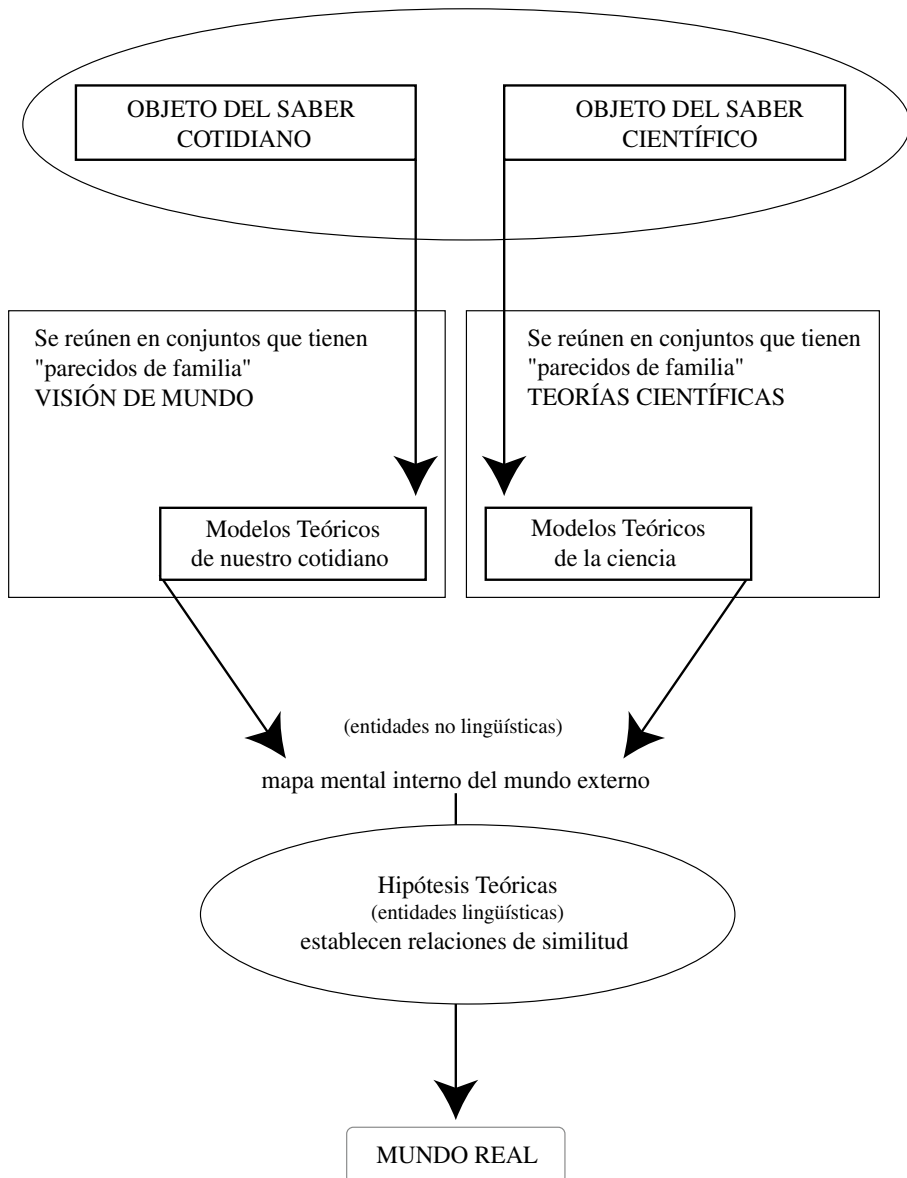 OBJETO DEL SABER
COTIDIANO
OBJETO DEL SABER
CIENTÍFICO
Se reúnen en conjuntos que tienen
"parecidos de familia"
VISIÓN DE MUNDO
Se reúnen en conjuntos que tienen
"parecidos de familia"
TEORÍAS CIENTÍFICAS
Modelos Teóricos
de nuestro cotidiano
Modelos Teóricos
de la ciencia
(entidades no lingüísticas)
mapa mental interno del mundo externo
Hipótesis Teóricas
(entidades lingüísticas)
establecen relaciones de similitud
MUNDO REAL